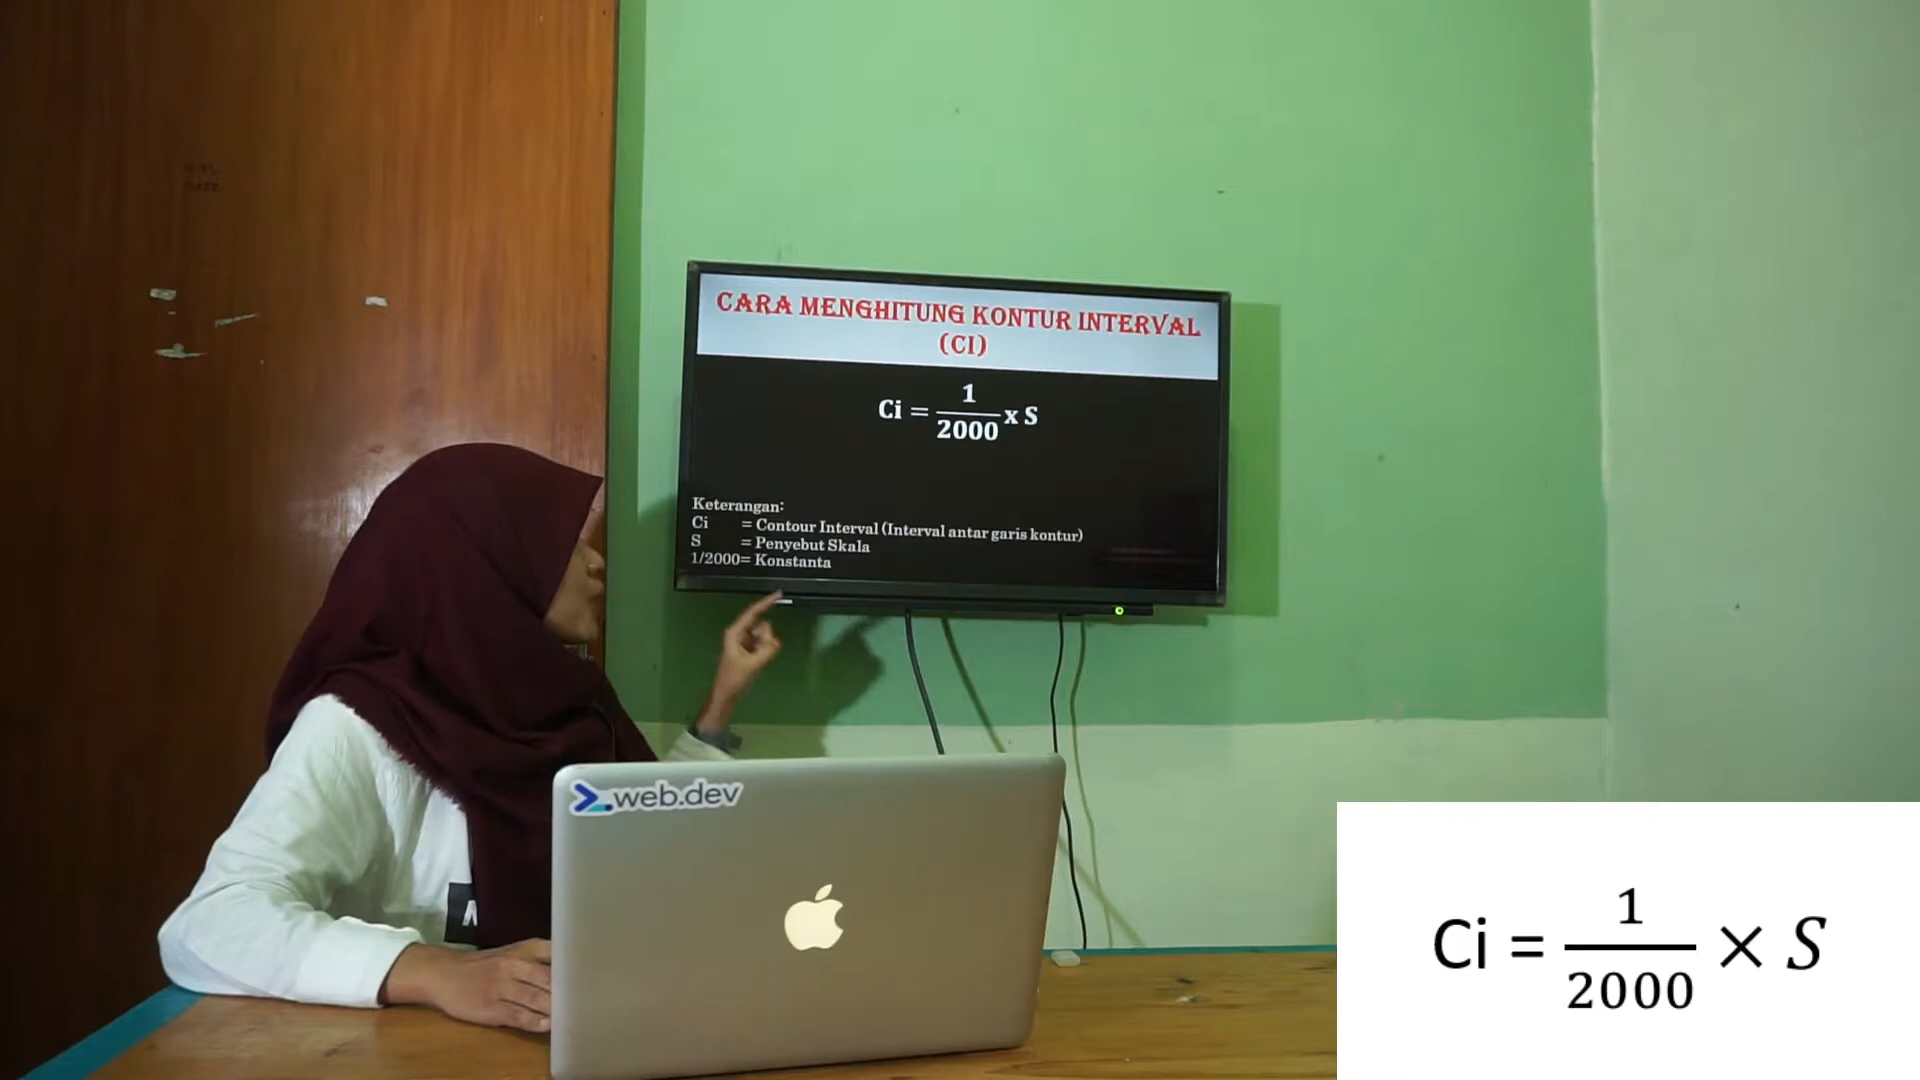 CARA MENGHITUNG KONTUR INTERVAL
(CI)
Ci = 1/2000 x S
Keterangan:
Ci = Contour Interval (Interval antar garis kontur)
S = Penyebut Skala
1/2000= Konstanta
web.dev
Ci = 1/2000 × S